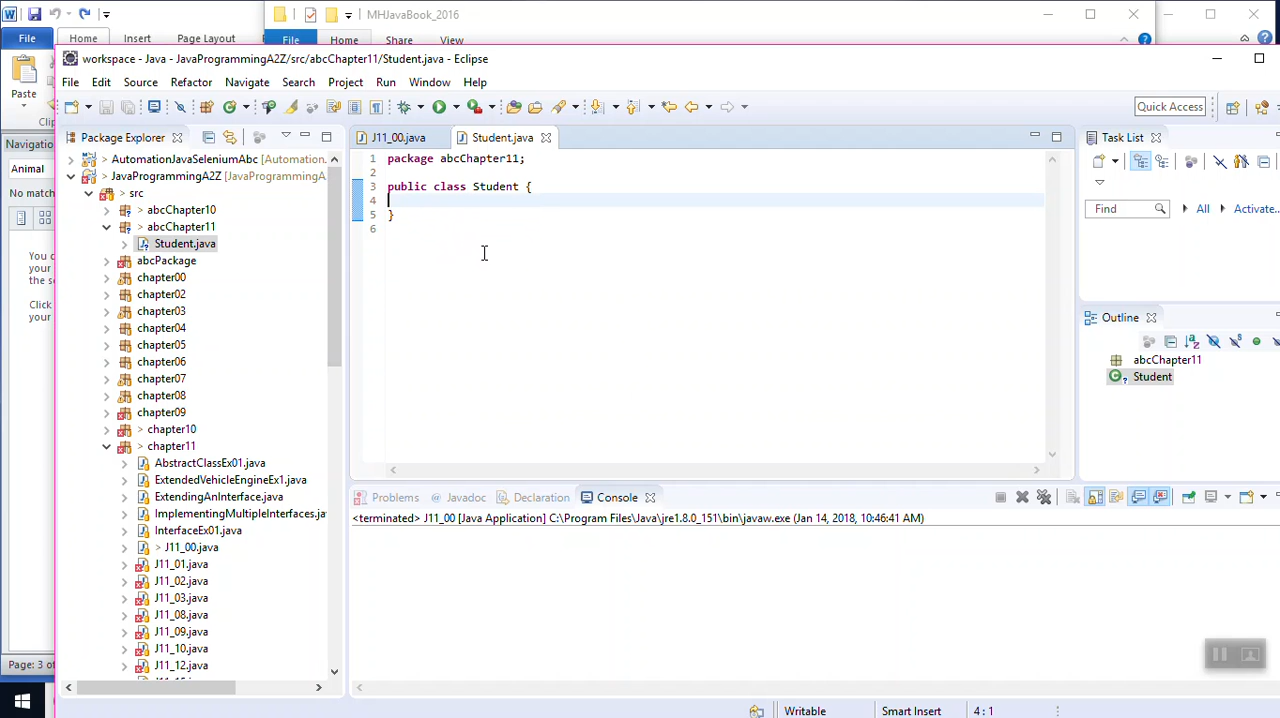 MHJavaBook_2016
File Home Insert Page Layout
File Home Share View
Paste
workspace - Java - JavaProgrammingA2Z/src/abcChapter11/Student.java - Eclipse
File Edit Source Refactor Navigate Search Project Run Window Help
Quick Access
Navigation
Animal
No match
You c
your
the se
Click
your
Page: 3 of
Package Explorer
AutomationJavaSeleniumAbc [Automation.
JavaProgrammingA2Z [JavaProgrammingA
> src
> abcChapter10
> abcChapter11
Student.java
abcPackage
chapter00
chapter02
chapter03
chapter04
chapter05
chapter06
chapter07
chapter08
chapter09
> chapter10
> chapter11
AbstractClassEx01.java
ExtendedVehicleEngineEx1.java
ExtendingAnInterface.java
ImplementingMultipleInterfaces.jav
InterfaceEx01.java
> J11_00.java
J11_01.java
J11_02.java
J11_03.java
J11_08.java
J11_09.java
J11_10.java
J11_12.java
J11_00.java Student.java
1 package abcChapter11;
2
3 public class Student {
4
5 }
6
Task List
Find All Activate...
Outline
abcChapter11
Student
Problems Javadoc Declaration Console
<terminated> J11_00 [Java Application] C:\Program Files\Java\jre1.8.0_151\bin\javaw.exe (Jan 14, 2018, 10:46:41 AM)
Writable Smart Insert 4 : 1